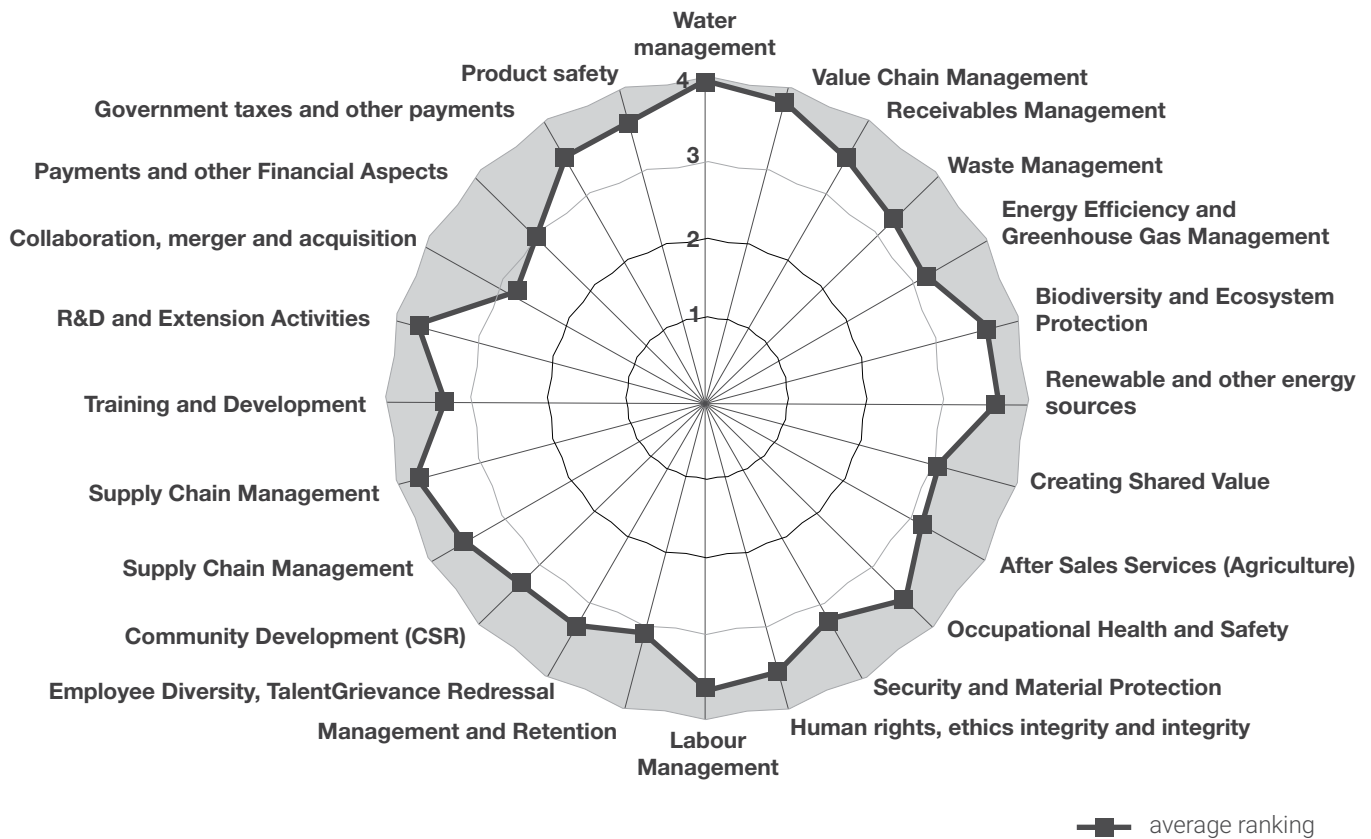 Water
management
Product safety
4
Value Chain Management
Government taxes and other payments
Receivables Management
3
Payments and other Financial Aspects
Waste Management
Energy Efficiency and
Greenhouse Gas Management
Collaboration, merger and acquisition
2
Biodiversity and Ecosystem
Protection
R&D and Extension Activities
1
Renewable and other energy
sources
Training and Development
Creating Shared Value
Supply Chain Management
After Sales Services (Agriculture)
Supply Chain Management
Occupational Health and Safety
Community Development (CSR)
Security and Material Protection
Employee Diversity, TalentGrievance Redressal
Human rights, ethics integrity and integrity
Management and Retention
Labour
Management
average ranking